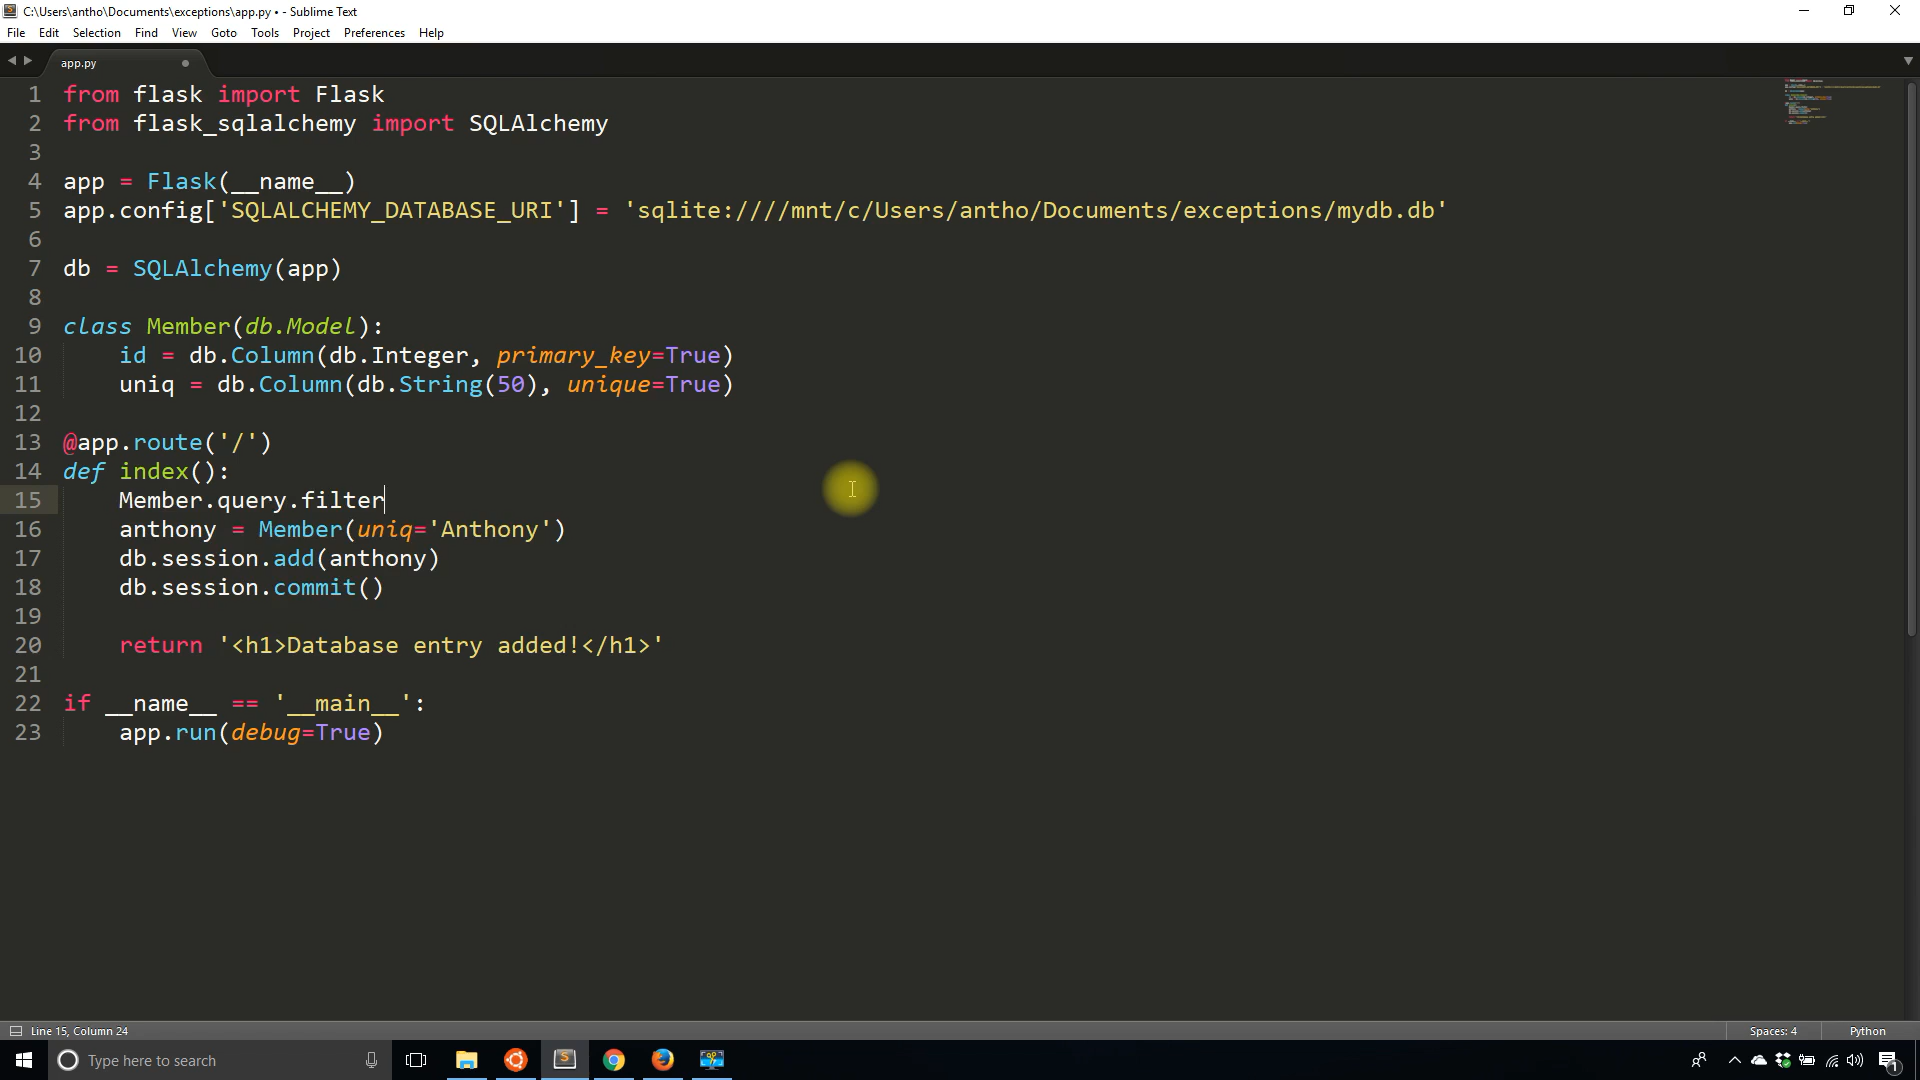 C:\Users\antho\Documents\exceptions\app.py • - Sublime Text
File Edit Selection Find View Goto Tools Project Preferences Help
app.py
1 from flask import Flask
2 from flask_sqlalchemy import SQLAlchemy
3
4 app = Flask(__name__)
5 app.config['SQLALCHEMY_DATABASE_URI'] = 'sqlite:////mnt/c/Users/antho/Documents/exceptions/mydb.db'
6
7 db = SQLAlchemy(app)
8
9 class Member(db.Model):
10     id = db.Column(db.Integer, primary_key=True)
11     uniq = db.Column(db.String(50), unique=True)
12
13 @app.route('/')
14 def index():
15     Member.query.filter
16     anthony = Member(uniq='Anthony')
17     db.session.add(anthony)
18     db.session.commit()
19
20     return '<h1>Database entry added!</h1>'
21
22 if __name__ == '__main__':
23     app.run(debug=True)
Line 15, Column 24 Spaces: 4 Python
Type here to search
1